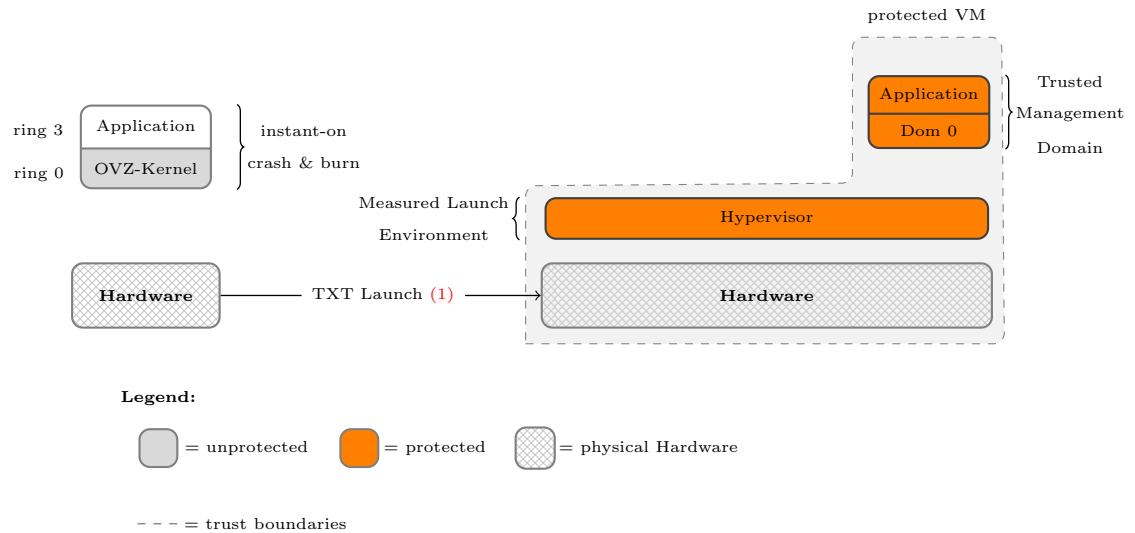 protected VM
Application
Dom 0
Trusted
Management
Domain
ring 3
Application
ring 0
OVZ-Kernel
instant-on
crash & burn
Measured Launch
Environment
Hypervisor
Hardware
TXT Launch (1)
Hardware
Legend:
= unprotected
= protected
= physical Hardware
= trust boundaries